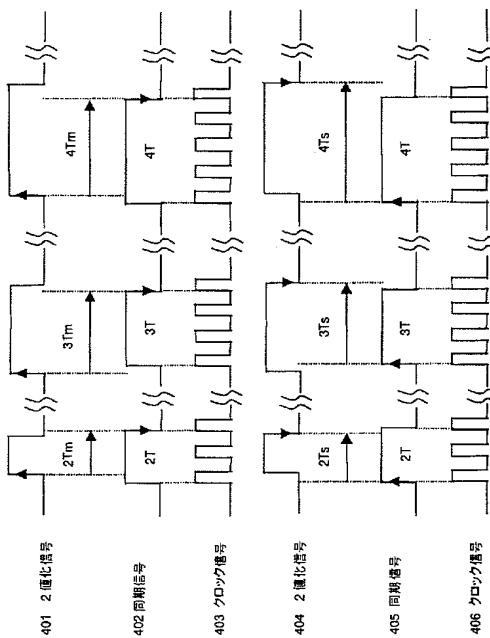 401 2値化信号
2Tm 3Tm 4Tm
402 同期信号
2T 3T 4T
403 クロック信号
404 2値化信号
2Ts 3Ts 4Ts
405 同期信号
2T 3T 4T
406 クロック信号